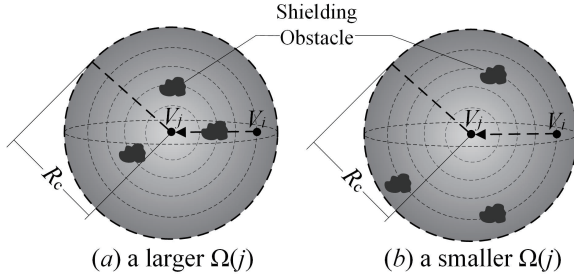 Shielding
Obstacle
V_j V_i
V_j V_i
R_c
R_c
(a) a larger Ω(j)
(b) a smaller Ω(j)